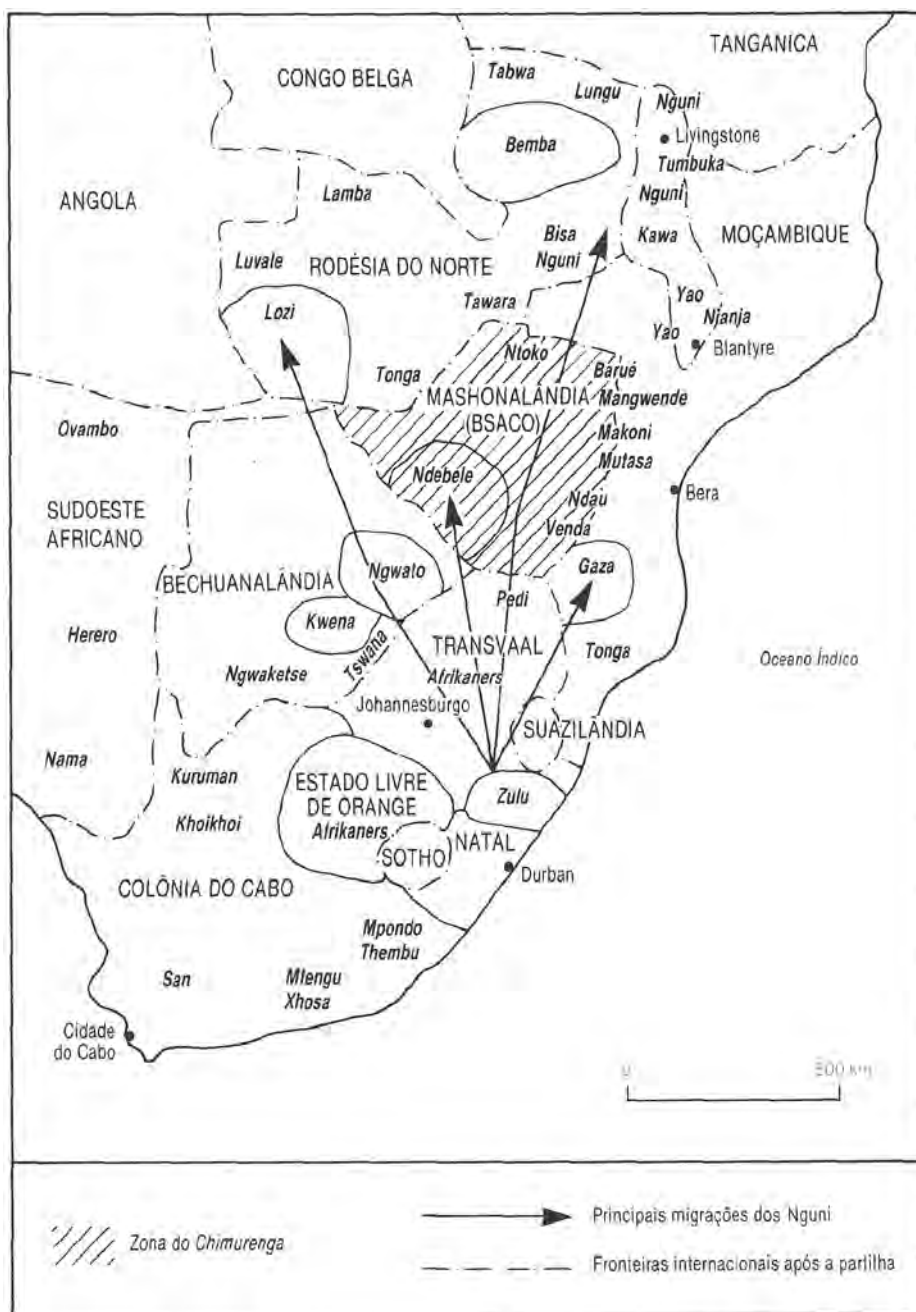 TANGANICA
CONGO BELGA
Tabwa
Lungu
Nguni
Livingstone
Bemba
Tumbuka
Lamba
Nguni
ANGOLA
MOÇAMBIQUE
Bisa
Kawa
Luvale
RODÉSIA DO NORTE
Nguni
Lozi
Tawara
Yao
Njanja
Yao
Blantyre
Ntoko
Tonga
Barué
MASHONALÂNDIA
(BSACO)
Mangwende
Ovambo
Makoni
Mutasa
Ndebele
Bera
SUDOESTE
AFRICANO
Ndau
Venda
Ngwato
Gaza
BECHUANALÂNDIA
Pedi
Kwena
Herero
TRANSVAAL
Tonga
Oceano Índico
Ngwaketse
Tswana
Afrikaners
Johannesburgo
SUAZILÂNDIA
Nama
Kuruman
ESTADO LIVRE
DE ORANGE
Zulu
Khoikhoi
Afrikaners
NATAL
SOTHO
Durban
COLÔNIA DO CABO
Mpondo
Thembu
San
Mlengu
Xhosa
Cidade
do Cabo
km
Zona do Chimurenga
Principais migrações dos Nguni
Fronteiras internacionais após a partilha